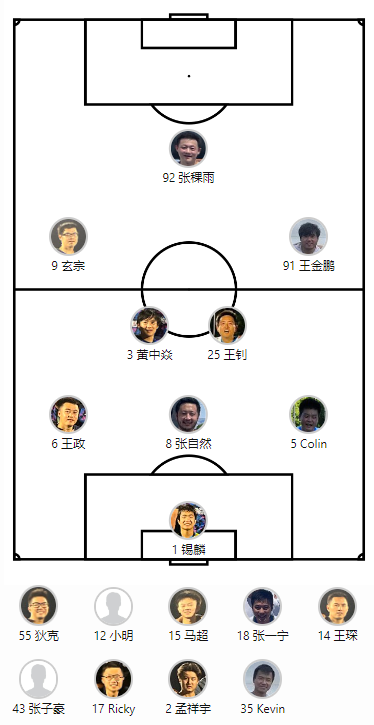 92 张稞雨
9 玄宗
91 王金鹏
3 黄中焱
25 王钊
6 王政
8 张自然
5 Colin
1 锡麟
55 狄克
12 小明
15 马超
18 张一宁
14 王琛
43 张子豪
17 Ricky
2 孟祥宇
35 Kevin